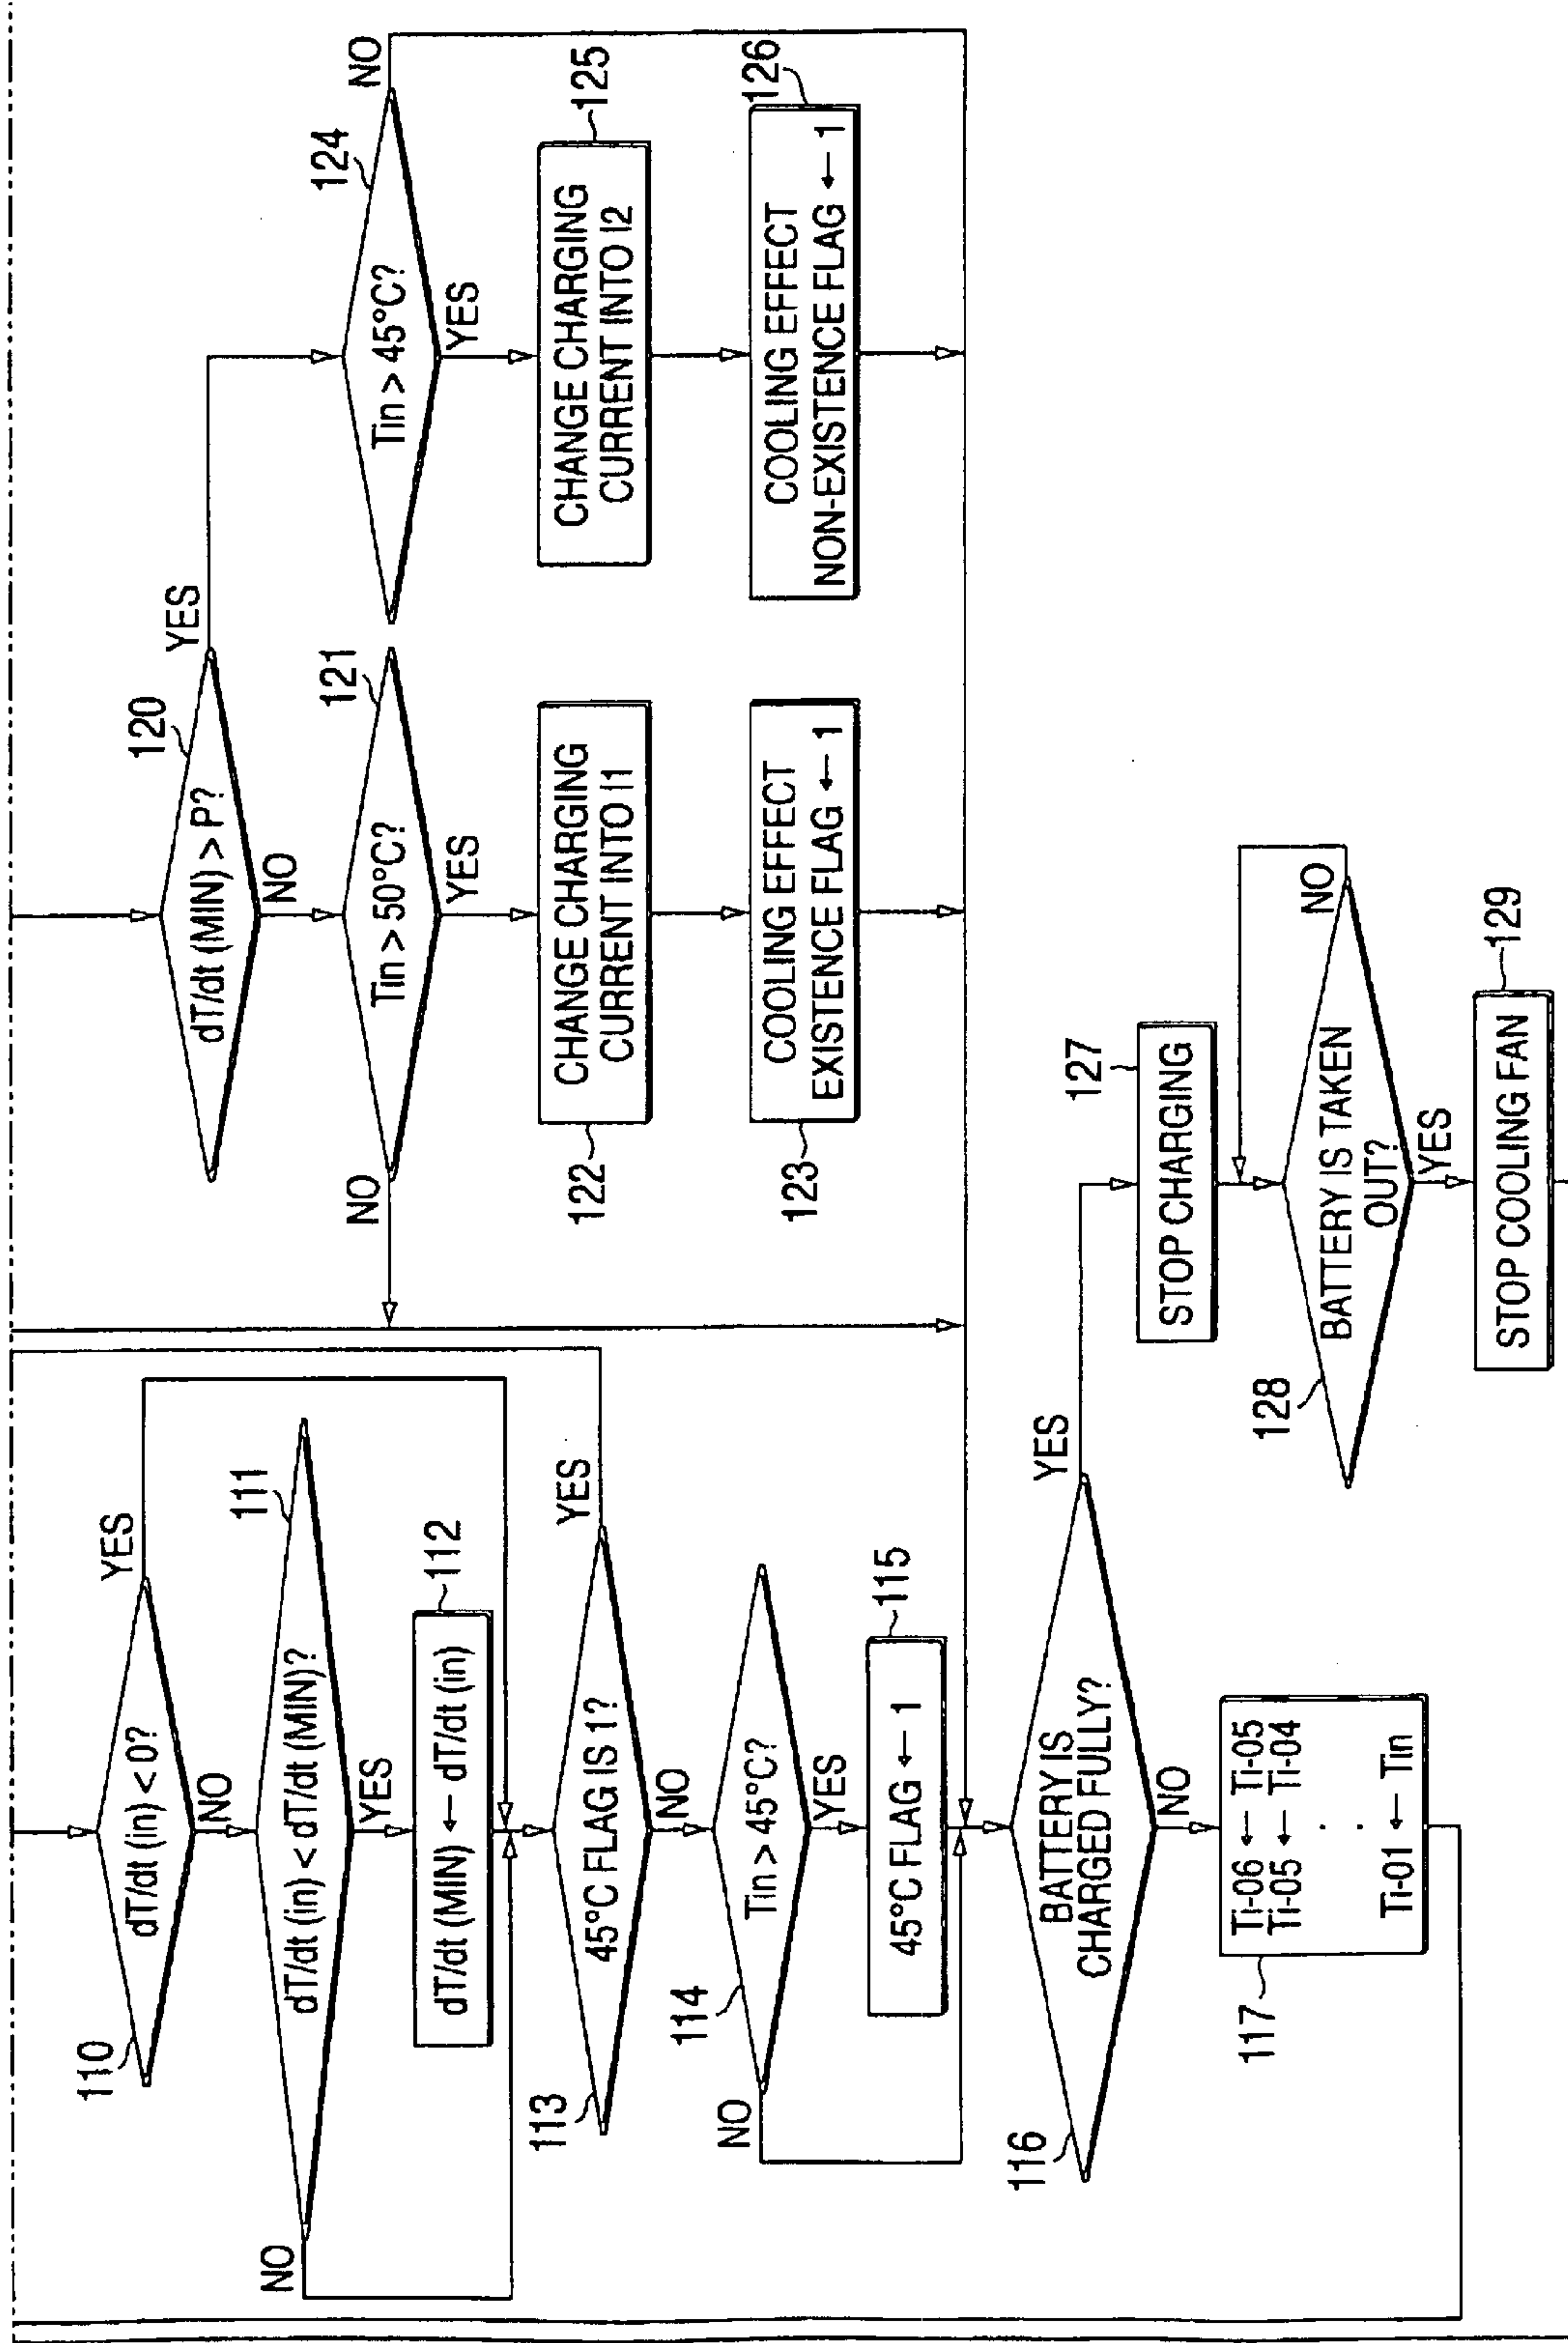 110
dT/dt (in) < 0?
YES
NO
111
dT/dt (in) < dT/dt (MIN)?
NO
YES
112
dT/dt (MIN) ← dT/dt (in)
113
45°C FLAG IS 1?
YES
NO
114
Tin > 45°C?
NO
YES
115
45°C FLAG ← 1
116
BATTERY IS
CHARGED FULLY?
YES
NO
117
Ti-06 ← Ti-05
Ti-05 ← Ti-04
.
.
Ti-01 ← Tin
120
dT/dt (MIN) > P?
YES
NO
121
Tin > 50°C?
NO
YES
122
CHANGE CHARGING
CURRENT INTO I1
123
COOLING EFFECT
EXISTENCE FLAG ← 1
124
Tin > 45°C?
NO
YES
125
CHANGE CHARGING
CURRENT INTO I2
126
COOLING EFFECT
NON-EXISTENCE FLAG ← 1
127
STOP CHARGING
128
BATTERY IS TAKEN
OUT?
NO
YES
129
STOP COOLING FAN